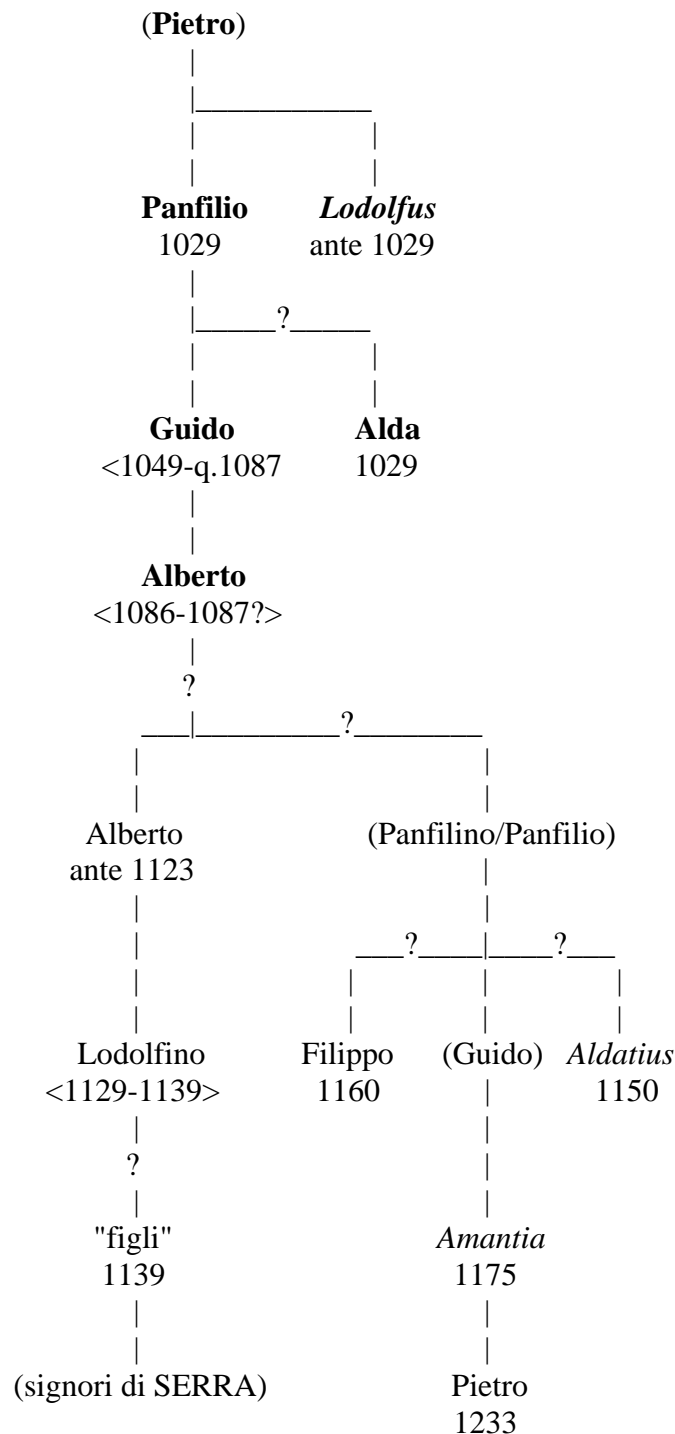 (Pietro)
Panfilio Lodolfus
1029 ante 1029
?
Guido Alda
<1049-q.1087 1029
Alberto
<1086-1087?>
?
?
Alberto (Panfilino/Panfilio)
ante 1123
? ?
Lodolfino Filippo (Guido) Aldatius
<1129-1139> 1160 1150
?
"figli" Amantia
1139 1175
(signori di SERRA) Pietro
1233